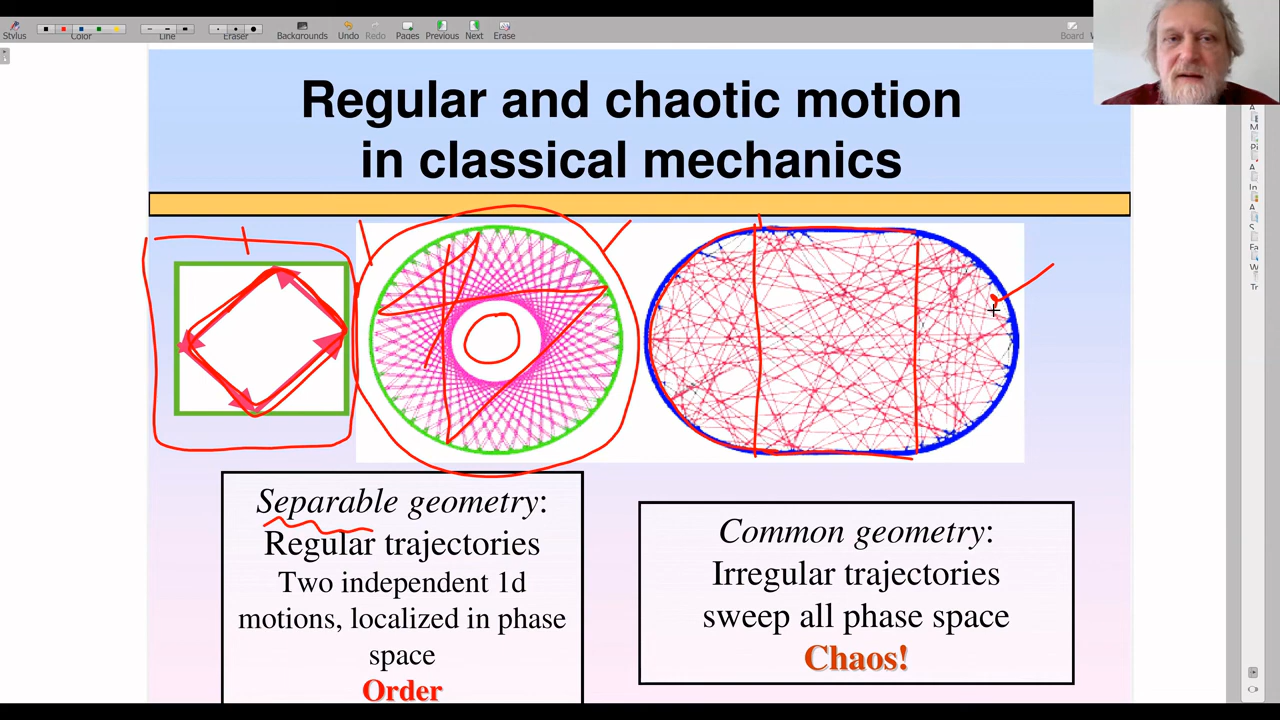 Stylus
Color
Line
Eraser
Backgrounds
Undo
Redo
Pages
Previous
Next
Erase
Board
Regular and chaotic motion
in classical mechanics
Separable geometry:
Regular trajectories
Two independent 1d
motions, localized in phase
space
Order
Common geometry:
Irregular trajectories
sweep all phase space
Chaos!